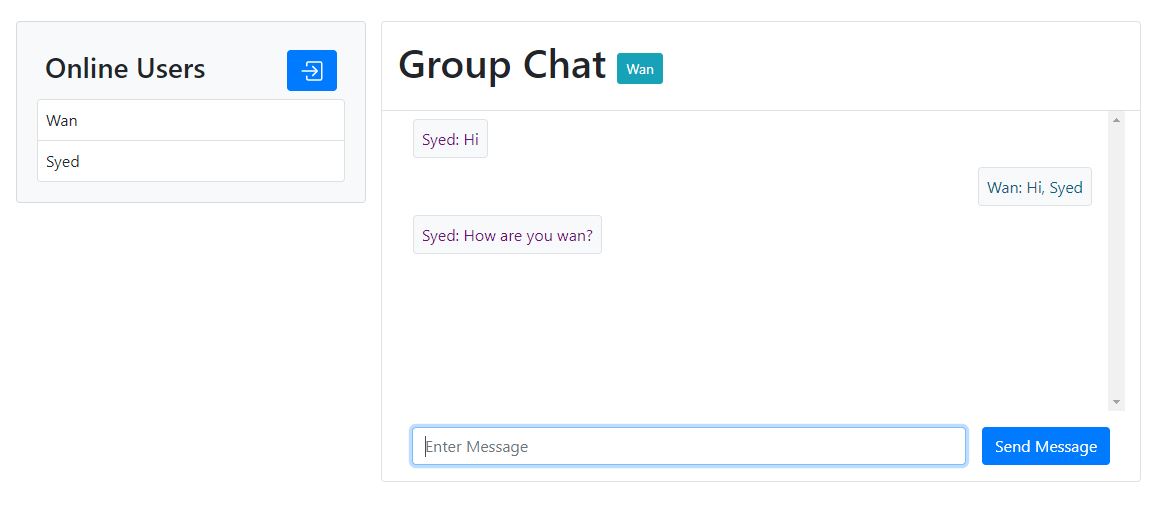 Online Users
Wan
Syed
Group Chat Wan
Syed: Hi
Wan: Hi, Syed
Syed: How are you wan?
Enter Message
Send Message